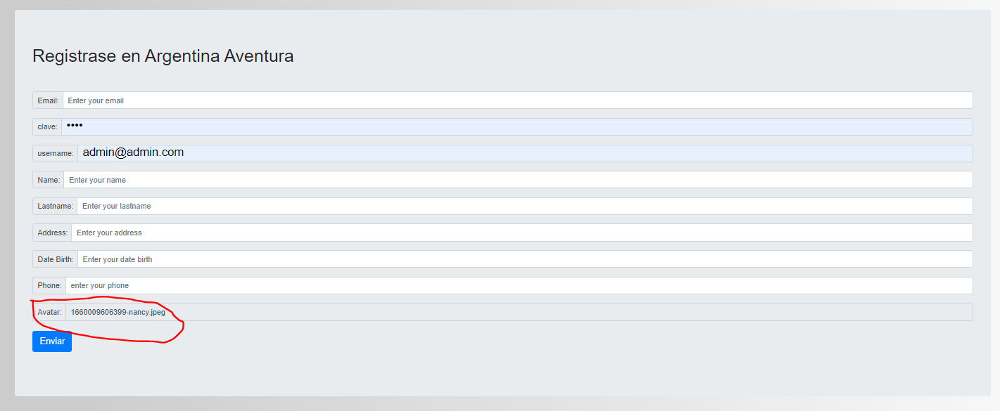 Registrase en Argentina Aventura
Email: Enter your email
clave: ••••
username: admin@admin.com
Name: Enter your name
Lastname: Enter your lastname
Address: Enter your address
Date Birth: Enter your date birth
Phone: enter your phone
Avatar: 1660009606399-nancy.jpeg
Enviar